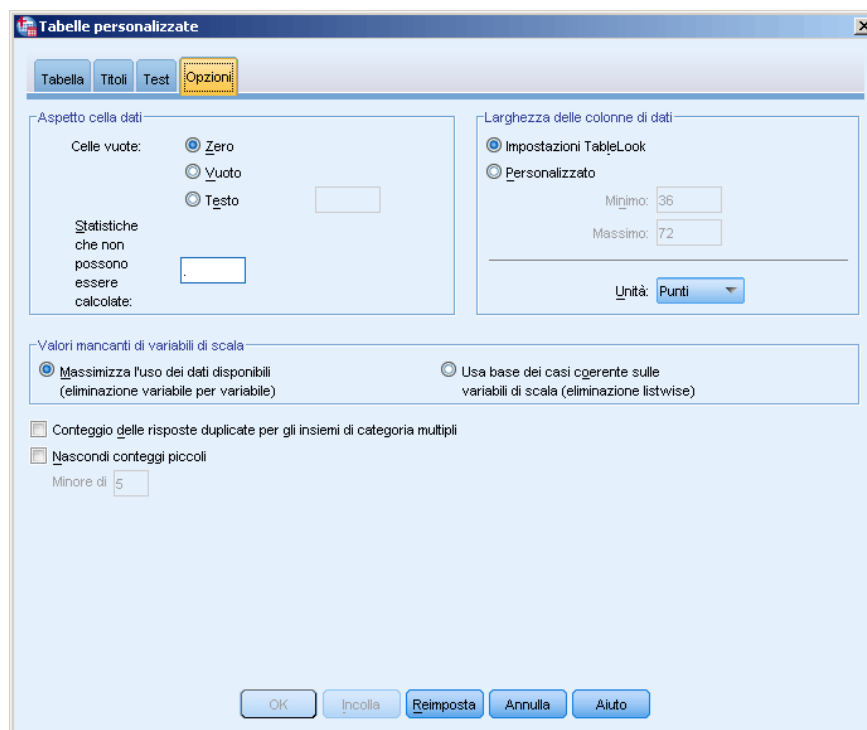 Tabelle personalizzate
Tabella Titoli Test Opzioni
Aspetto cella dati
Celle vuote:
Zero
Vuoto
Testo
Statistiche
che non
possono
essere
calcolate:
.
Larghezza delle colonne di dati
Impostazioni TableLook
Personalizzato
Minimo: 36
Massimo: 72
Unità: Punti
Valori mancanti di variabili di scala
Massimizza l'uso dei dati disponibili
(eliminazione variabile per variabile)
Usa base dei casi coerente sulle
variabili di scala (eliminazione listwise)
Conteggio delle risposte duplicate per gli insiemi di categoria multipli
Nascondi conteggi piccoli
Minore di 5
OK Incolla Reimposta Annulla Aiuto